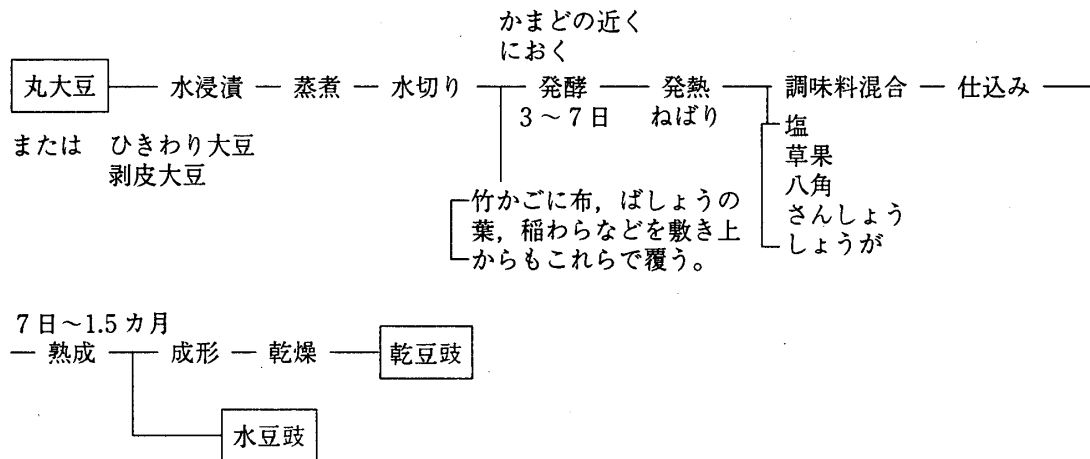 かまどの近く
におく
丸大豆 水浸漬 蒸煮 水切り 発酵 発熱 調味料混合 仕込み
3～7日 ねばり
または ひきわり大豆
剥皮大豆
塩
草果
八角
さんしょう
しょうが
竹かごに布，ばしょうの
葉，稲わらなどを敷き上
からもこれらで覆う。
7日～1.5カ月
熟成 成形 乾燥 乾豆豉
水豆豉